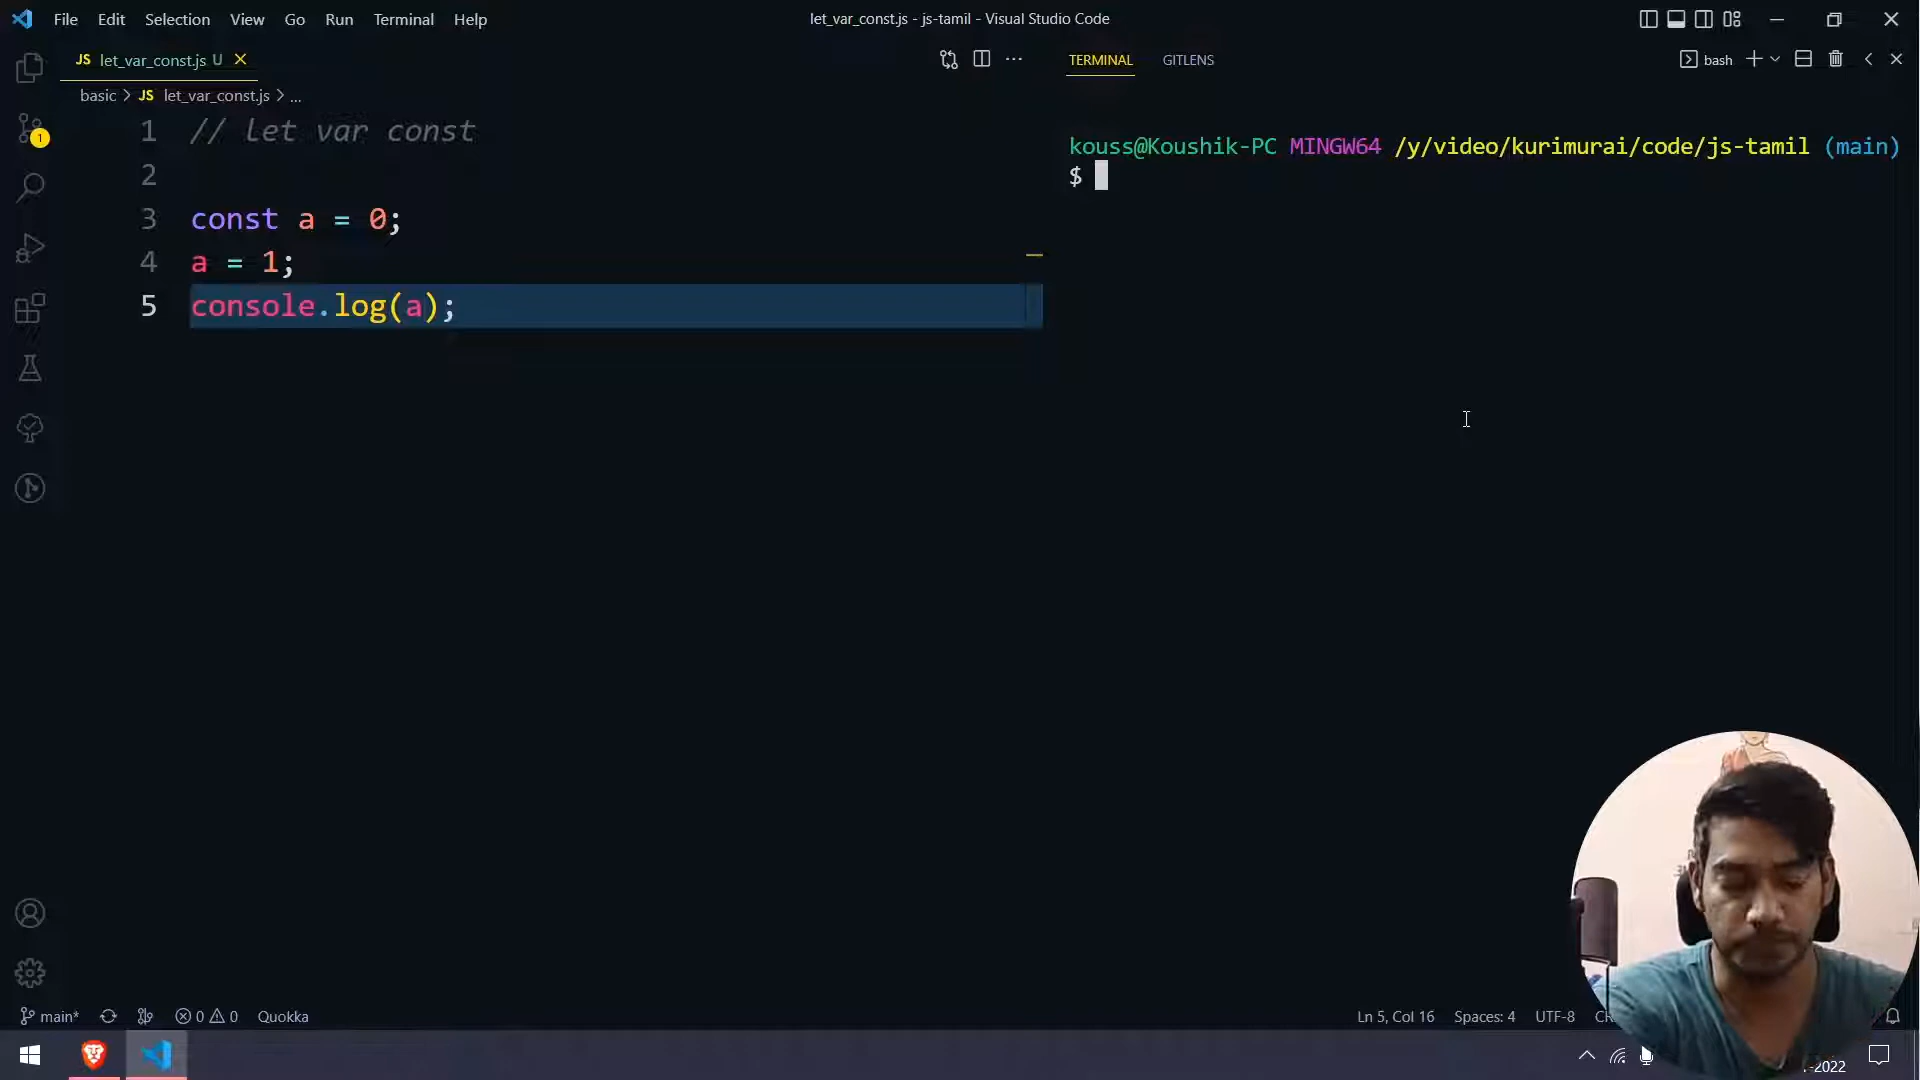 File Edit Selection View Go Run Terminal Help
let_var_const.js - js-tamil - Visual Studio Code
JS let_var_const.js U
TERMINAL GITLENS
bash
basic > JS let_var_const.js > ...
1 // let var const
2
3 const a = 0;
4 a = 1;
5 console.log(a);
kouss@Koushik-PC MINGW64 /y/video/kurimurai/code/js-tamil (main)
$
1
main* 0 0 Quokka
Ln 5, Col 16 Spaces: 4 UTF-8
-2022